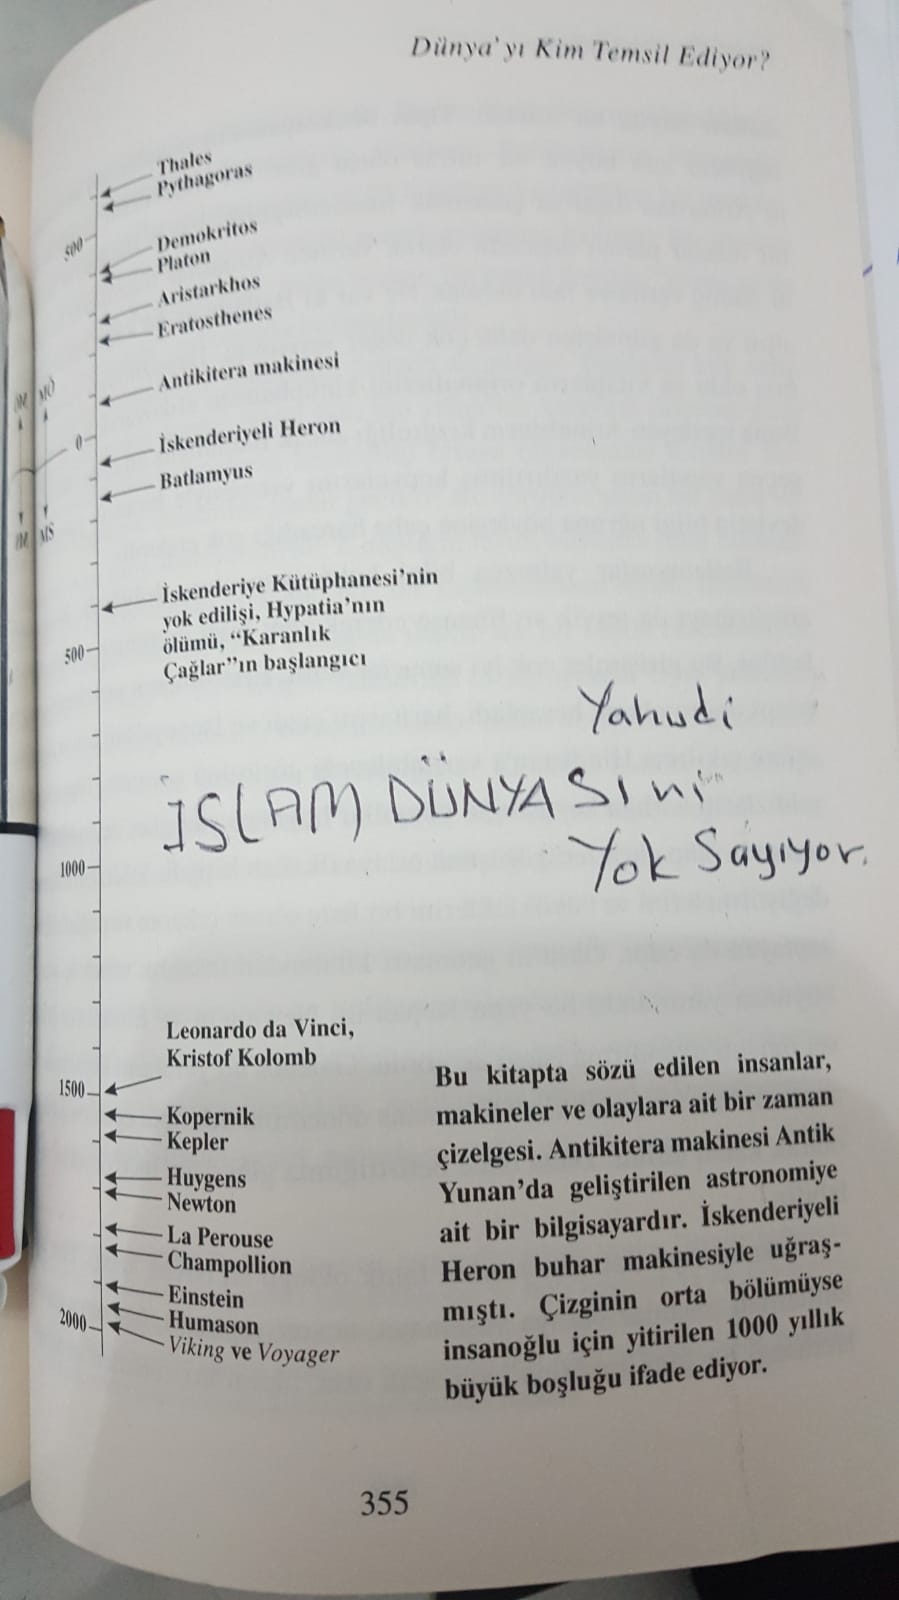 Dünya'yı Kim Temsil Ediyor?
Thales
Pythagoras
500
Demokritos
Platon
Aristarkhos
Eratosthenes
Antikitera makinesi
MÖ
0
İskenderiyeli Heron
Batlamyus
MS
İskenderiye Kütüphanesi'nin
yok edilişi, Hypatia'nın
ölümü, “Karanlık
Çağlar”ın başlangıcı
500
Yahudi
İSLAM DÜNYASIni
Yok Sayıyor.
1000
Leonardo da Vinci,
Kristof Kolomb
1500
Kopernik
Kepler
Huygens
Newton
La Perouse
Champollion
Einstein
Humason
2000
Viking ve Voyager
Bu kitapta sözü edilen insanlar,
makineler ve olaylara ait bir zaman
çizelgesi. Antikitera makinesi Antik
Yunan'da geliştirilen astronomiye
ait bir bilgisayardır. İskenderiyeli
Heron buhar makinesiyle uğraş-
mıştı. Çizginin orta bölümüyse
insanoğlu için yitirilen 1000 yıllık
büyük boşluğu ifade ediyor.
355